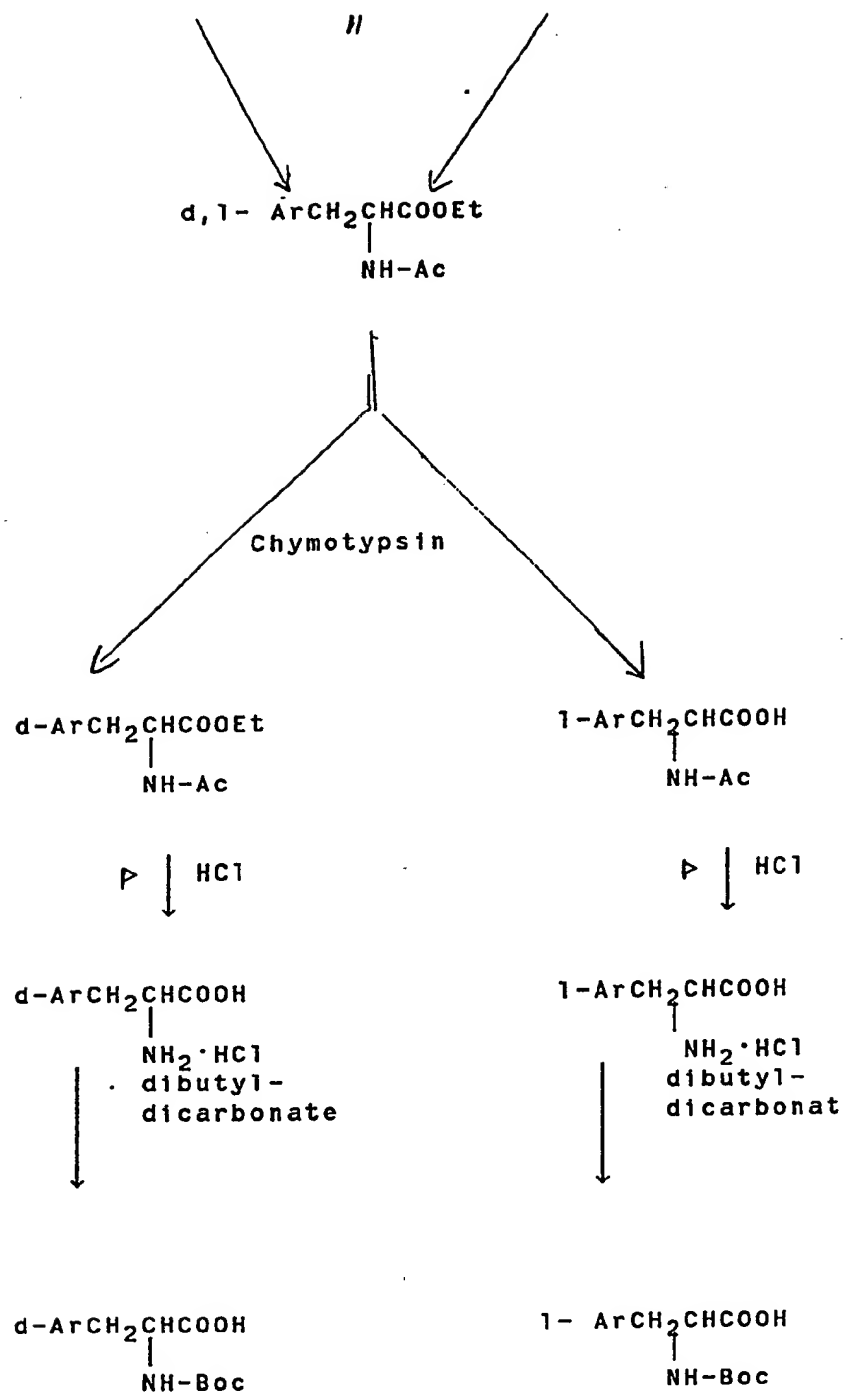 "
d,l- ArCH2CHCOOEt
NH-Ac
Chymotypsin
d-ArCH2CHCOOEt
NH-Ac
l-ArCH2CHCOOH
NH-Ac
HCl
HCl
d-ArCH2CHCOOH
NH2·HCl
dibutyl-
dicarbonate
l-ArCH2CHCOOH
NH2·HCl
dibutyl-
dicarbonat
d-ArCH2CHCOOH
NH-Boc
l- ArCH2CHCOOH
NH-Boc